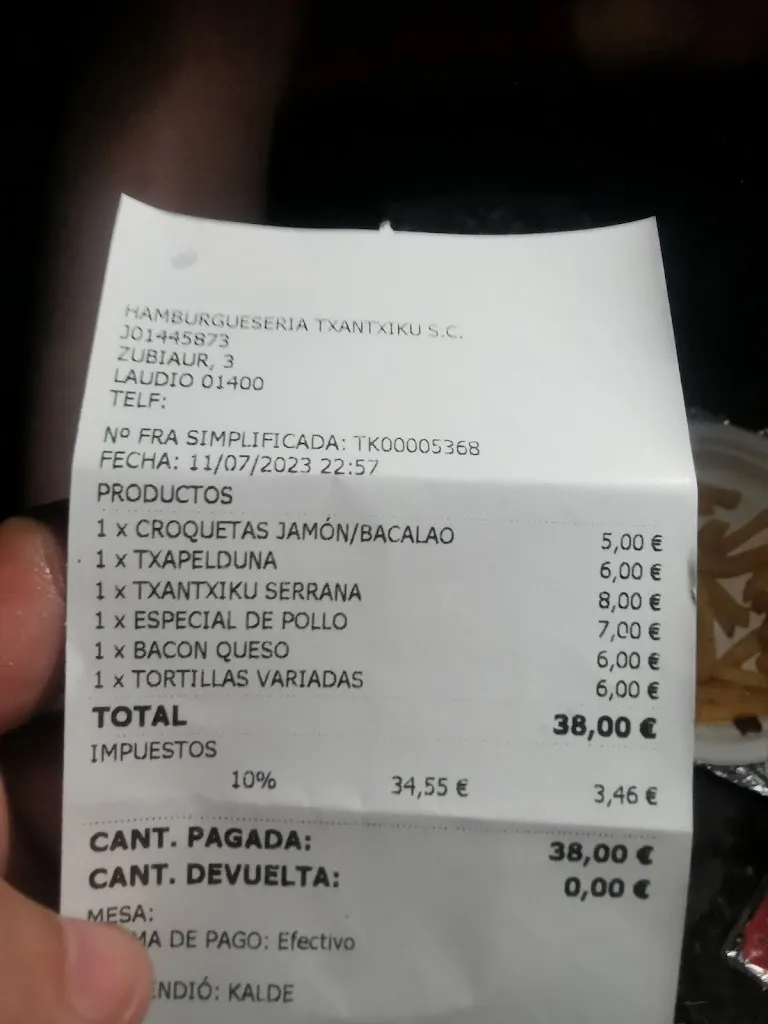 HAMBURGUESERIA TXANTXIKU S.C.
J01445873
ZUBIAUR, 3
LAUDIO 01400
TELF:
Nº FRA SIMPLIFICADA: TK00005368
FECHA: 11/07/2023 22:57
PRODUCTOS
1 x CROQUETAS JAMÓN/BACALAO 5,00 €
1 x TXAPELDUNA 6,00 €
1 x TXANTXIKU SERRANA 8,00 €
1 x ESPECIAL DE POLLO 7,00 €
1 x BACON QUESO 6,00 €
1 x TORTILLAS VARIADAS 6,00 €
TOTAL 38,00 €
IMPUESTOS
10% 34,55 € 3,46 €
CANT. PAGADA: 38,00 €
CANT. DEVUELTA: 0,00 €
MESA:
MA DE PAGO: Efectivo
ENDIÓ: KALDE